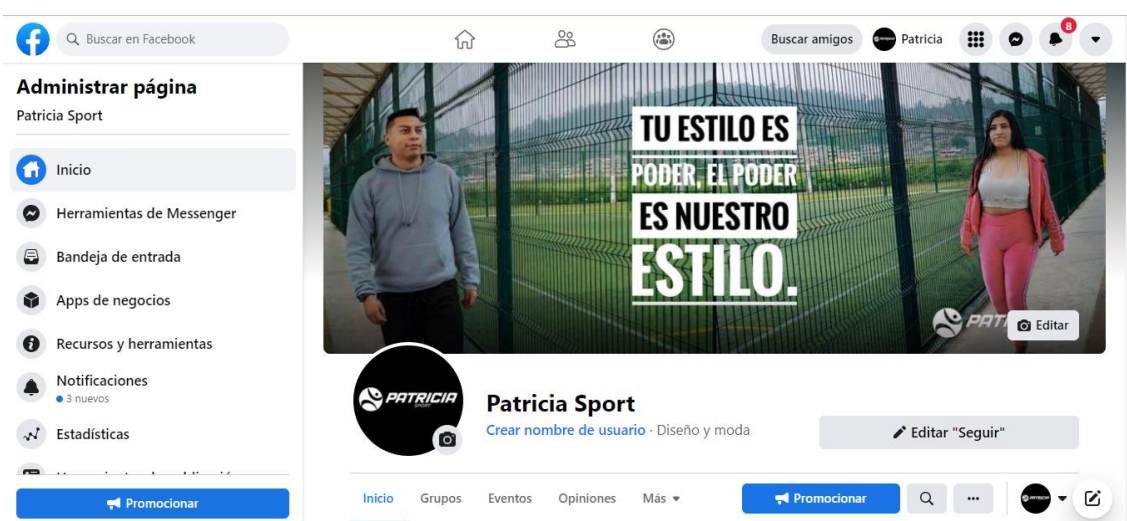 Buscar en Facebook
Buscar amigos
Patricia
8
Administrar página
Patricia Sport
Inicio
Herramientas de Messenger
Bandeja de entrada
Apps de negocios
Recursos y herramientas
Notificaciones
3 nuevos
Estadísticas
Promocionar
TU ESTILO ES
PODER, EL PODER
ES NUESTRO
ESTILO.
Editar
PATRICIA
SPORT
Patricia Sport
Crear nombre de usuario · Diseño y moda
Editar "Seguir"
Inicio Grupos Eventos Opiniones Más
Promocionar